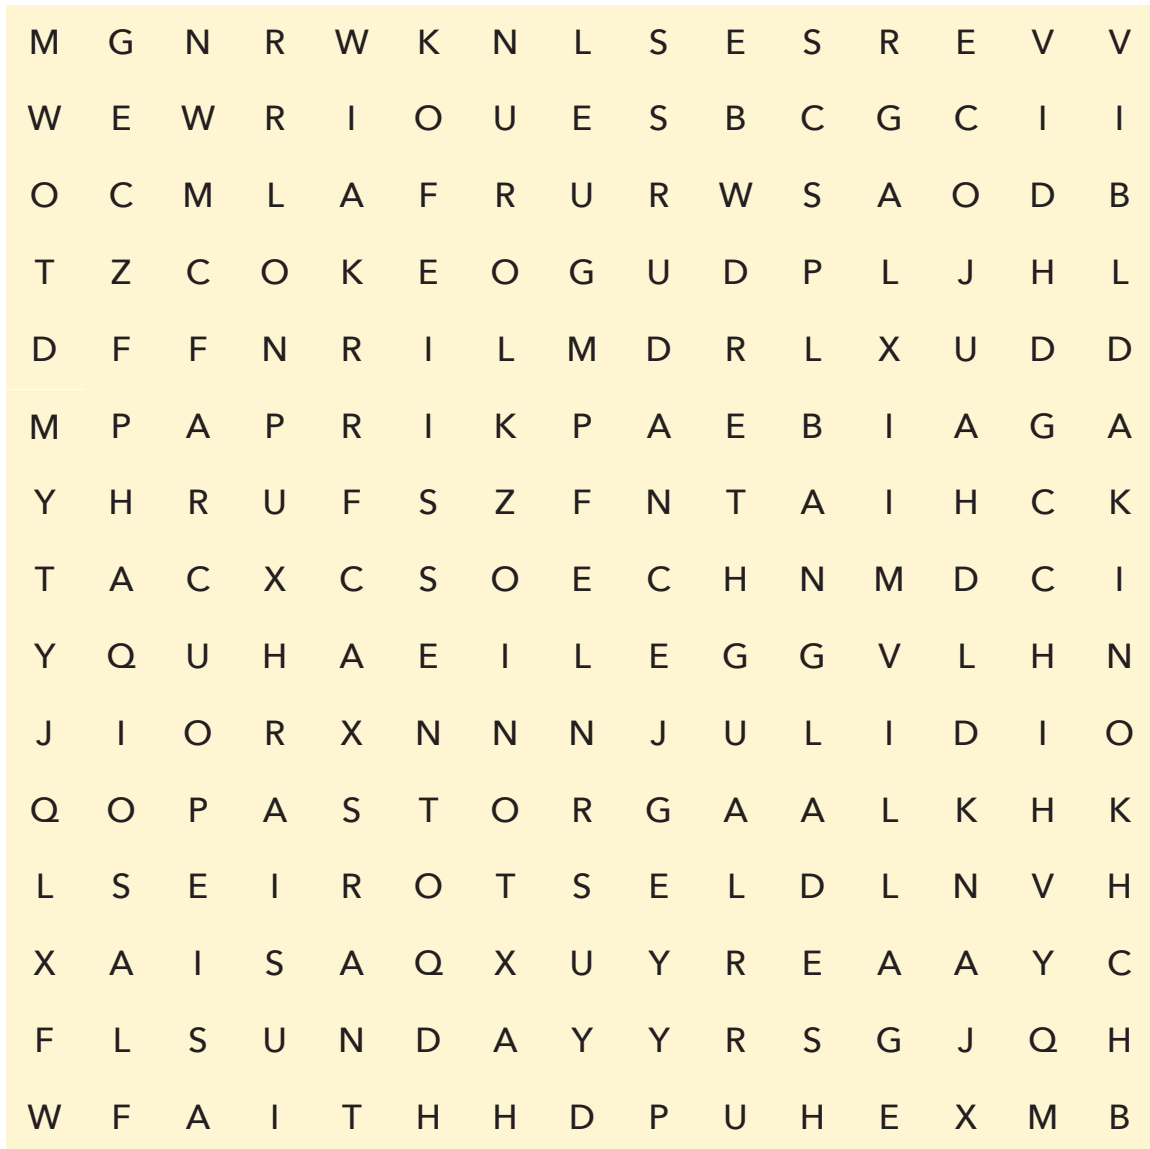 M G N R W K N L S E S R E V V
W E W R I O U E S B C G C I I
O C M L A F R U R W S A O D B
T Z C O K E O G U D P L J H L
D F F N R I L M D R L X U D D
M P A P R I K P A E B I A G A
Y H R U F S Z F N T A I H C K
T A C X C S O E C H N M D C I
Y Q U H A E I L E G G V L H N
J I O R X N N N J U L I D I O
Q O P A S T O R G A A L K H K
L S E I R O T S E L D L N V H
X A I S A Q X U Y R E A A Y C
F L S U N D A Y Y R S G J Q H
W F A I T H H D P U H E X M B